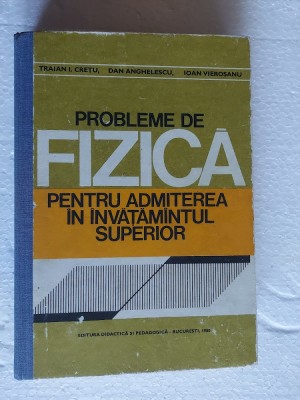 TRAIAN I. CREȚU, DAN ANGHELESCU, IOAN VIEROSANU
PROBLEME DE
FIZICĂ
PENTRU ADMITEREA
ÎN ÎNVĂȚĂMÎNTUL
SUPERIOR
EDITURA DIDACTICĂ ȘI PEDAGOGICĂ - BUCUREȘTI,